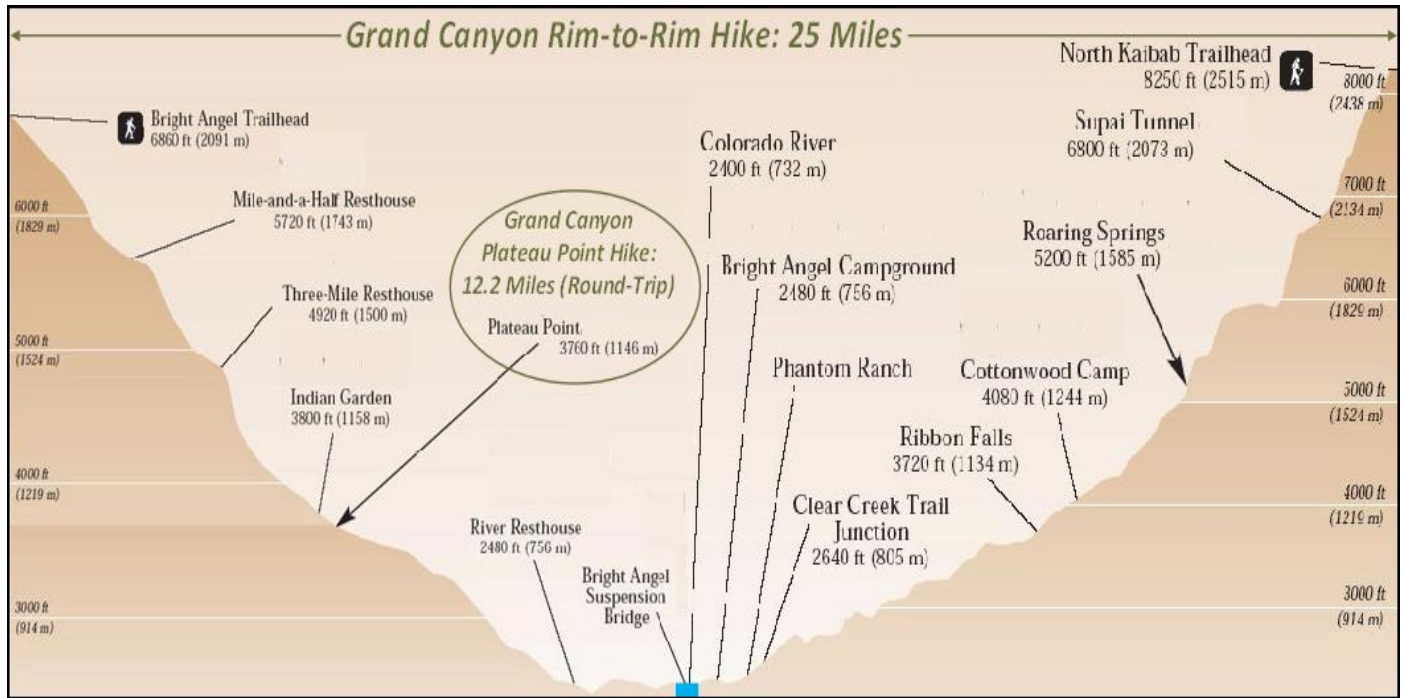 Grand Canyon Rim-to-Rim Hike: 25 Miles
North Kaibab Trailhead
8250 ft (2515 m)
8000 ft
(2438 m)
Bright Angel Trailhead
6860 ft (2091 m)
Supai Tunnel
6800 ft (2073 m)
Colorado River
2400 ft (732 m)
7000 ft
(2134 m)
6000 ft
(1829 m)
Mile-and-a-Half Resthouse
5720 ft (1743 m)
Grand Canyon
Plateau Point Hike:
12.2 Miles (Round-Trip)
Plateau Point
3760 ft (1146 m)
Roaring Springs
5200 ft (1585 m)
Bright Angel Campground
2480 ft (756 m)
6000 ft
(1829 m)
Three-Mile Resthouse
4920 ft (1500 m)
5000 ft
(1524 m)
Phantom Ranch
Cottonwood Camp
4080 ft (1244 m)
5000 ft
(1524 m)
Indian Garden
3800 ft (1158 m)
Ribbon Falls
3720 ft (1134 m)
4000 ft
(1219 m)
4000 ft
(1219 m)
Clear Creek Trail
Junction
2640 ft (805 m)
River Resthouse
2480 ft (756 m)
Bright Angel
Suspension
Bridge
3000 ft
(914 m)
3000 ft
(914 m)